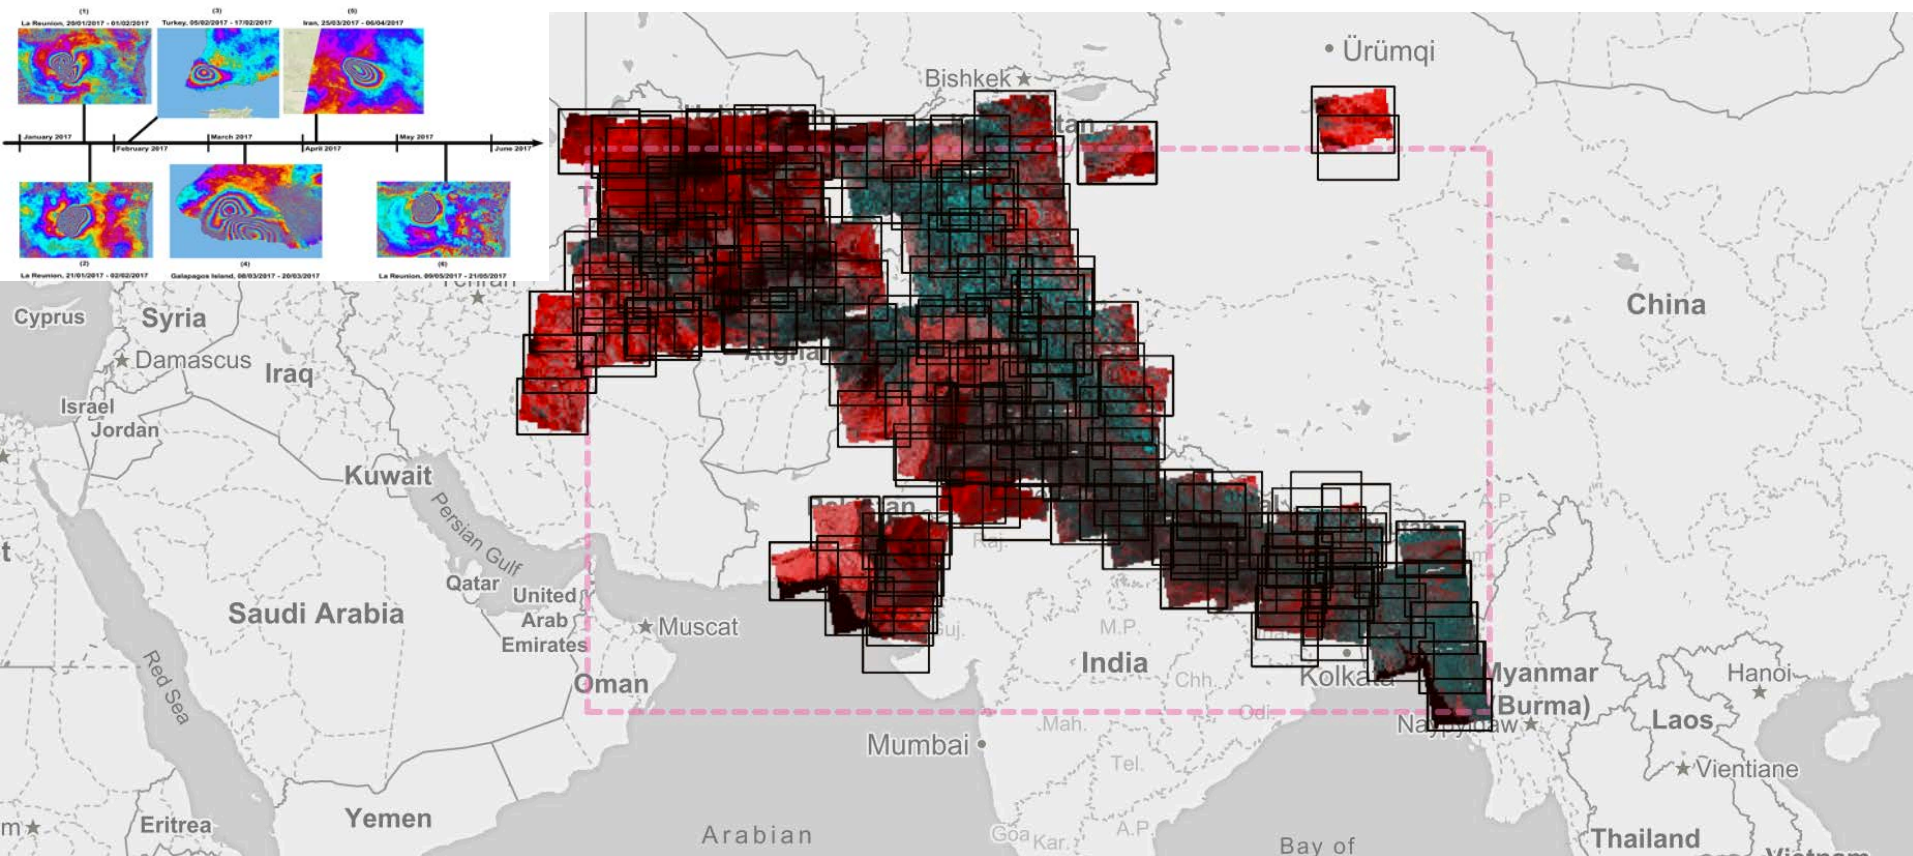 (1)
La Reunion, 20/01/2017 - 01/02/2017
(3)
Turkey, 05/02/2017 - 17/02/2017
(5)
Iran, 25/03/2017 - 06/04/2017
January 2017
February 2017
March 2017
April 2017
May 2017
June 2017
(2)
La Reunion, 21/01/2017 - 02/02/2017
(4)
Galapagos Island, 08/03/2017 - 20/03/2017
(6)
La Reunion, 09/05/2017 - 21/05/2017
Ürümqi
Bishkek
Cyprus
Syria
Damascus
Iraq
Israel
Jordan
Kuwait
Persian Gulf
Qatar
United
Arab
Emirates
Saudi Arabia
Muscat
Oman
Red Sea
Yemen
Eritrea
China
Raj.
Guj.
M.P.
India
Chh.
Kolkata
Odi.
Mah.
Mumbai
Tel.
Goa
Kar.
A.P.
Arabian
Bay of
Myanmar
(Burma)
Hanoi
Laos
Vientiane
Thailand
Vietnam